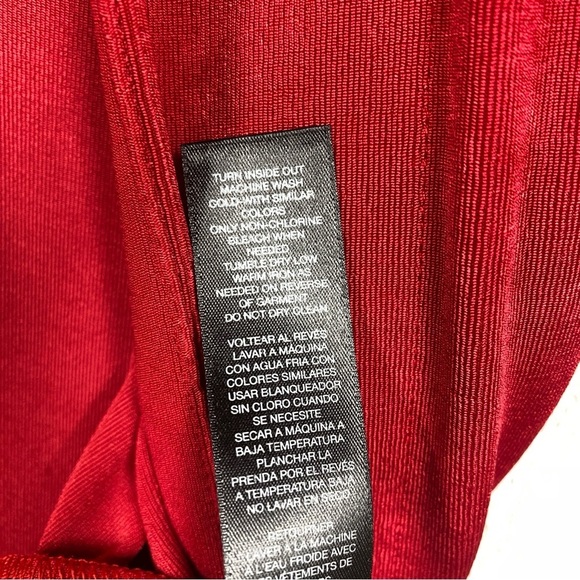 TURN INSIDE OUT
MACHINE WASH
COLD-WITH SIMILAR
COLORS
ONLY NON-CHLORINE
BLEACH WHEN
NEEDED
TUMBLE DRY LOW
WARM IRON AS
NEEDED ON REVERSE
OF GARMENT
DO NOT DRY CLEAN
VOLTEAR AL REVÉS
LAVAR A MÁQUINA
CON AGUA FRIA CON
COLORES SIMILARES
USAR BLANQUEADOR
SIN CLORO CUANDO
SE NECESITE
SECAR A MÁQUINA A
BAJA TEMPERATURA
PLANCHAR LA
PRENDA POR EL REVÉS
A TEMPERATURA BAJA
NO LAVAR EN SECO
RETOURNER
LAVER A LA MACHINE
A L'EAU FROIDE AVEC
VÊTEMENTS DE